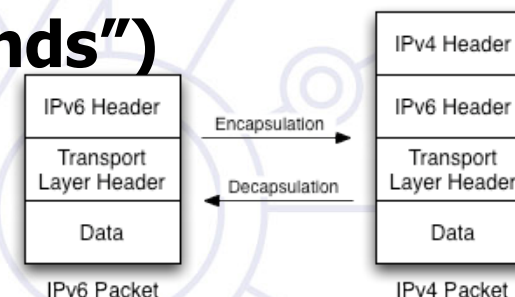 nds”)
IPv6 Header
Transport
Layer Header
Data
IPv6 Packet
Encapsulation
Decapsulation
IPv4 Header
IPv6 Header
Transport
Layer Header
Data
IPv4 Packet